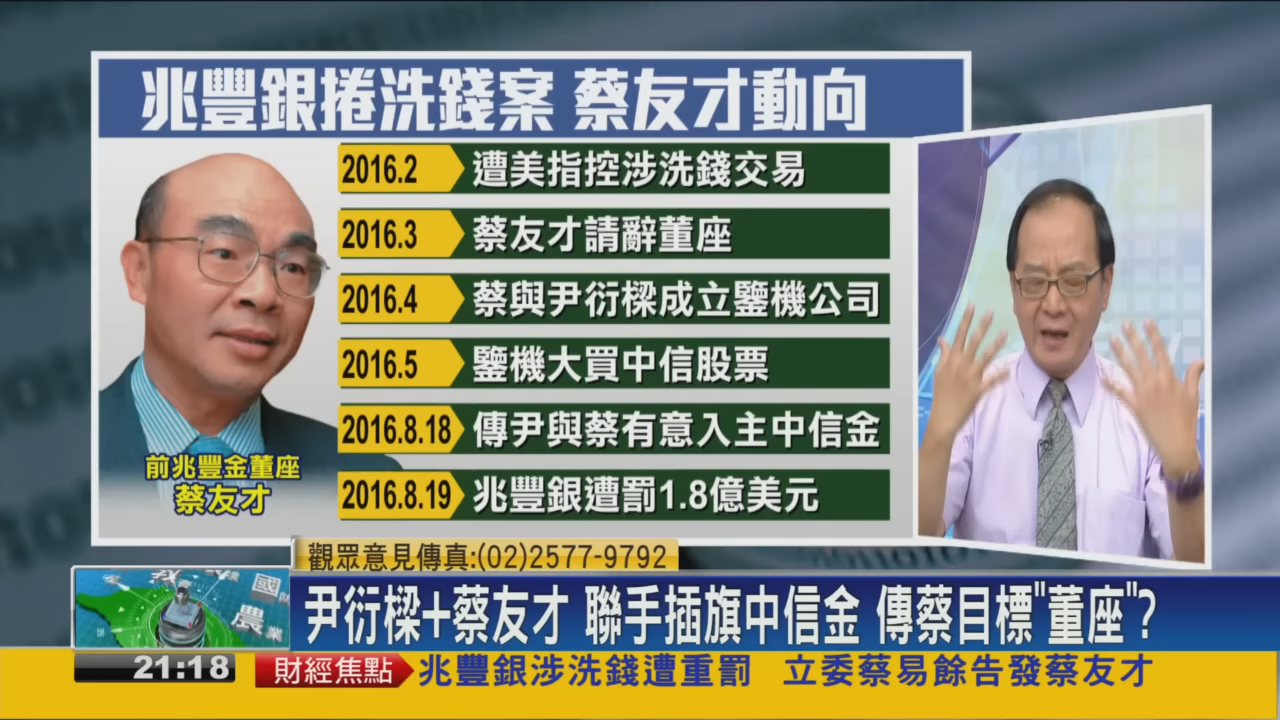 兆豐銀捲洗錢案 蔡友才動向
2016.2 遭美指控涉洗錢交易
2016.3 蔡友才請辭董座
2016.4 蔡與尹衍樑成立鑒機公司
2016.5 鑒機大買中信股票
2016.8.18 傳尹與蔡有意入主中信金
2016.8.19 兆豐銀遭罰1.8億美元
前兆豐金董座
蔡友才
觀眾意見傳真:(02)2577-9792
國
農業
尹衍樑+蔡友才 聯手插旗中信金 傳蔡目標"董座"?
21:18 財經焦點 兆豐銀涉洗錢遭重罰 立委蔡易餘告發蔡友才